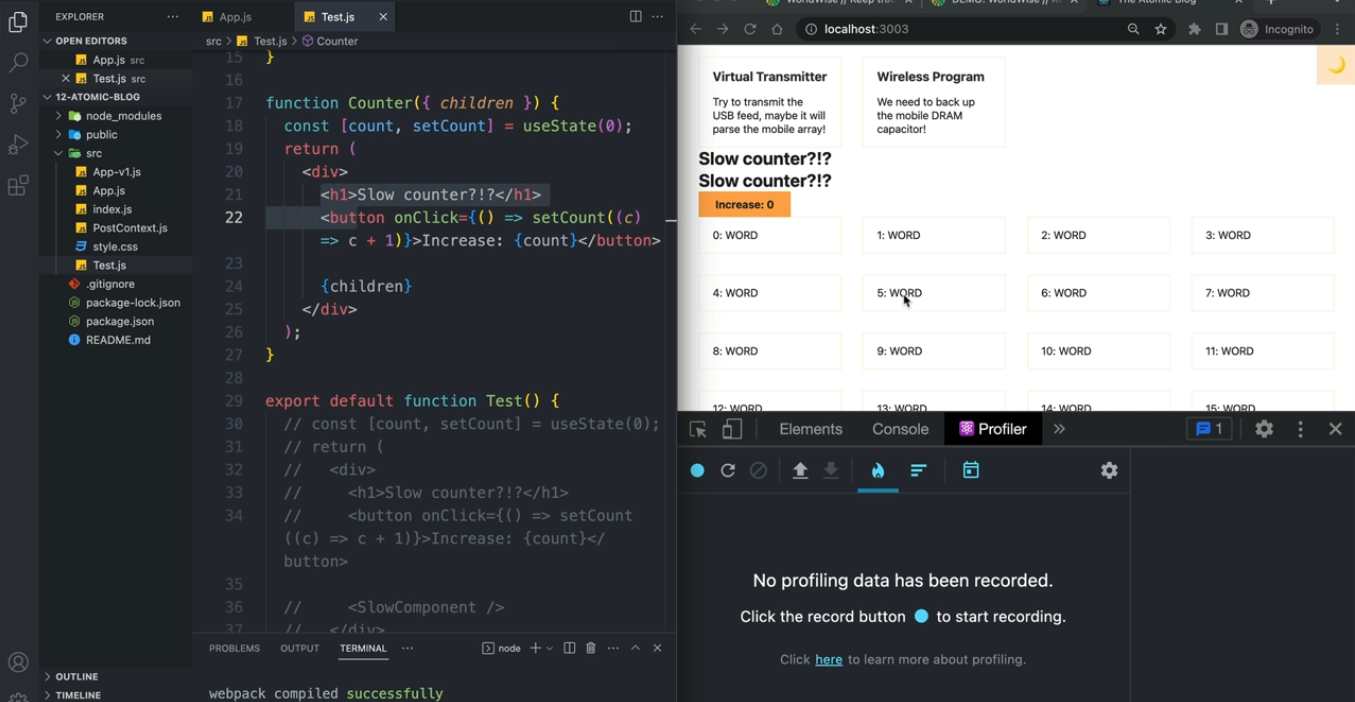 EXPLORER
App.js
Test.js
OPEN EDITORS
App.js src
Test.js src
12-ATOMIC-BLOG
node_modules
public
src
App-v1.js
App.js
index.js
PostContext.js
style.css
Test.js
.gitignore
package-lock.json
package.json
README.md
OUTLINE
TIMELINE
src > Test.js > Counter
15 }
16
17 function Counter({ children }) {
18 const [count, setCount] = useState(0);
19 return (
20 <div>
21 <h1>Slow counter?!?</h1>
22 <button onClick={() => setCount((c)
=> c + 1)}>Increase: {count}</button>
23
24 {children}
25 </div>
26 );
27 }
28
29 export default function Test() {
30 // const [count, setCount] = useState(0);
31 // return (
32 // <div>
33 // <h1>Slow counter?!?</h1>
34 // <button onClick={() => setCount
((c) => c + 1)}>Increase: {count}</
button>
35
36 // <SlowComponent />
37 // </div>
PROBLEMS OUTPUT TERMINAL node
webpack compiled successfully
WorldWise // Keep tra
DEMO: WorldWise // R
The Atomic Blog
localhost:3003
Incognito
Virtual Transmitter
Try to transmit the
USB feed, maybe it will
parse the mobile array!
Wireless Program
We need to back up
the mobile DRAM
capacitor!
Slow counter?!?
Slow counter?!?
Increase: 0
0: WORD 1: WORD 2: WORD 3: WORD
4: WORD 5: WORD 6: WORD 7: WORD
8: WORD 9: WORD 10: WORD 11: WORD
12: WORD 13: WORD 14: WORD 15: WORD
Elements Console Profiler 1
No profiling data has been recorded.
Click the record button to start recording.
Click here to learn more about profiling.